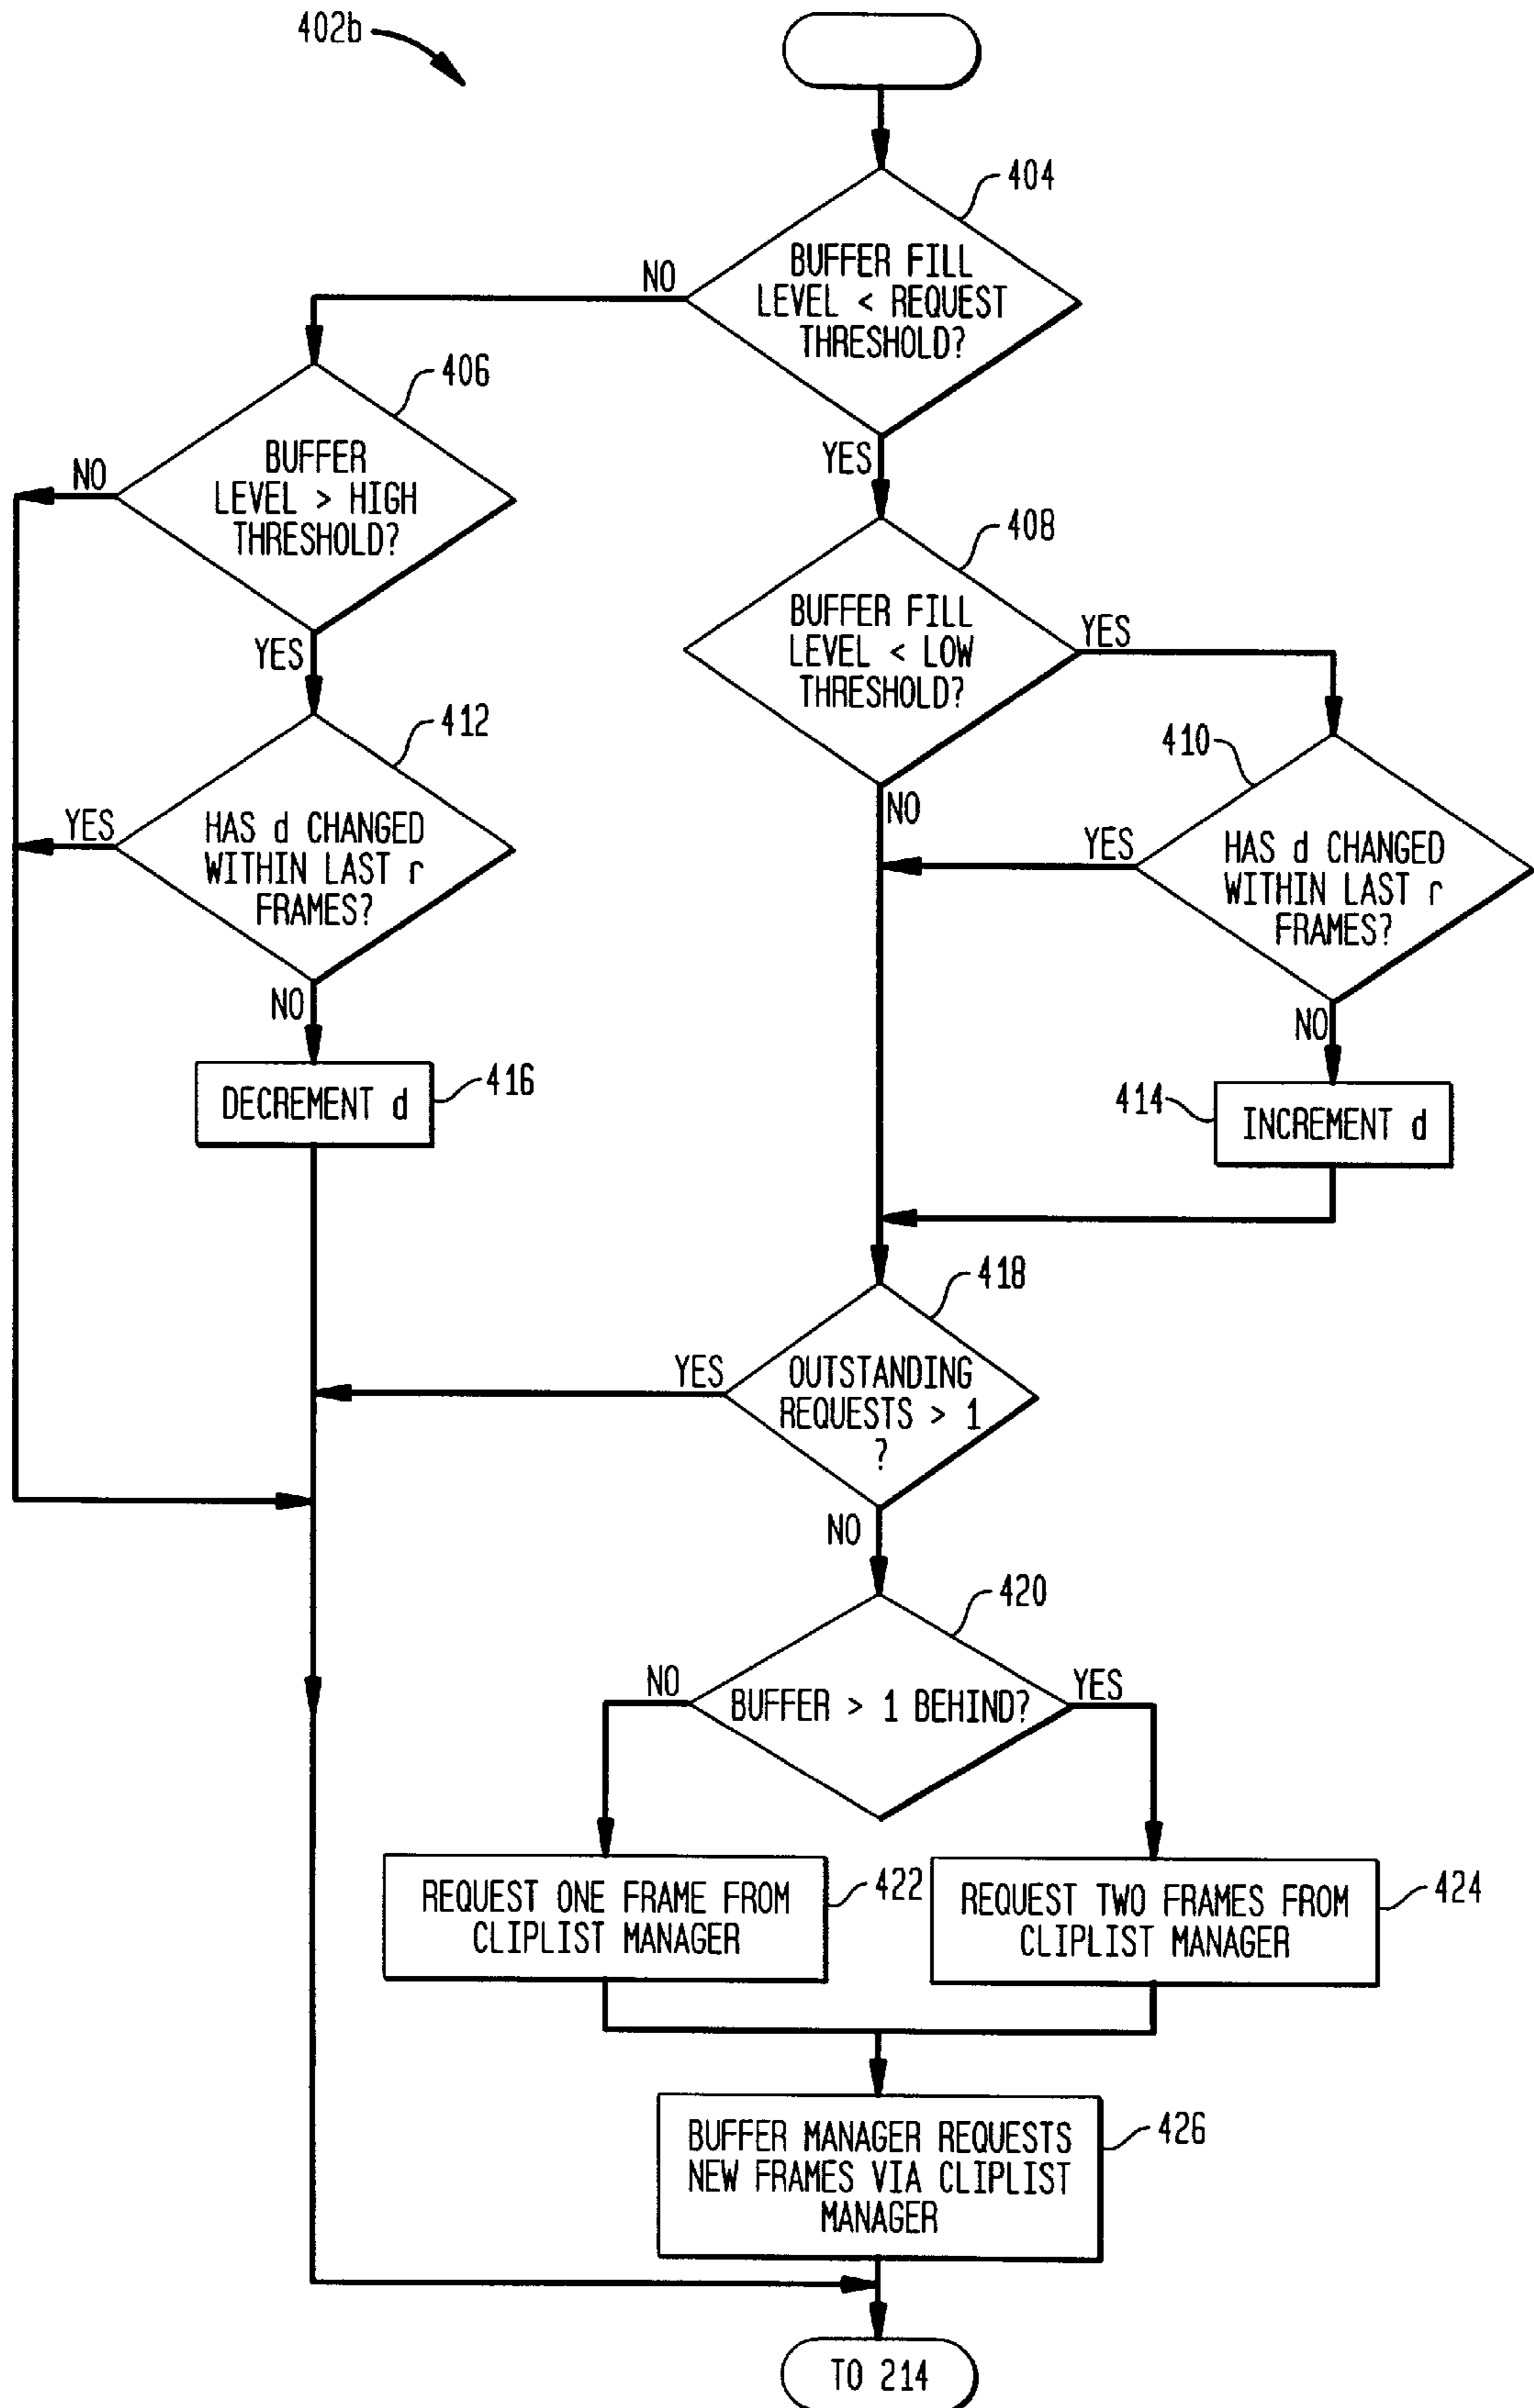 402b
404
BUFFER FILL
LEVEL < REQUEST
THRESHOLD?
NO
YES
406
BUFFER
LEVEL > HIGH
THRESHOLD?
NO
YES
408
BUFFER FILL
LEVEL < LOW
THRESHOLD?
YES
NO
412
HAS d CHANGED
WITHIN LAST r
FRAMES?
YES
NO
410
HAS d CHANGED
WITHIN LAST r
FRAMES?
YES
NO
DECREMENT d
416
414
INCREMENT d
418
OUTSTANDING
REQUESTS > 1
?
YES
NO
420
BUFFER > 1 BEHIND?
NO
YES
REQUEST ONE FRAME FROM
CLIPLIST MANAGER
422
REQUEST TWO FRAMES FROM
CLIPLIST MANAGER
424
BUFFER MANAGER REQUESTS
NEW FRAMES VIA CLIPLIST
MANAGER
426
TO 214